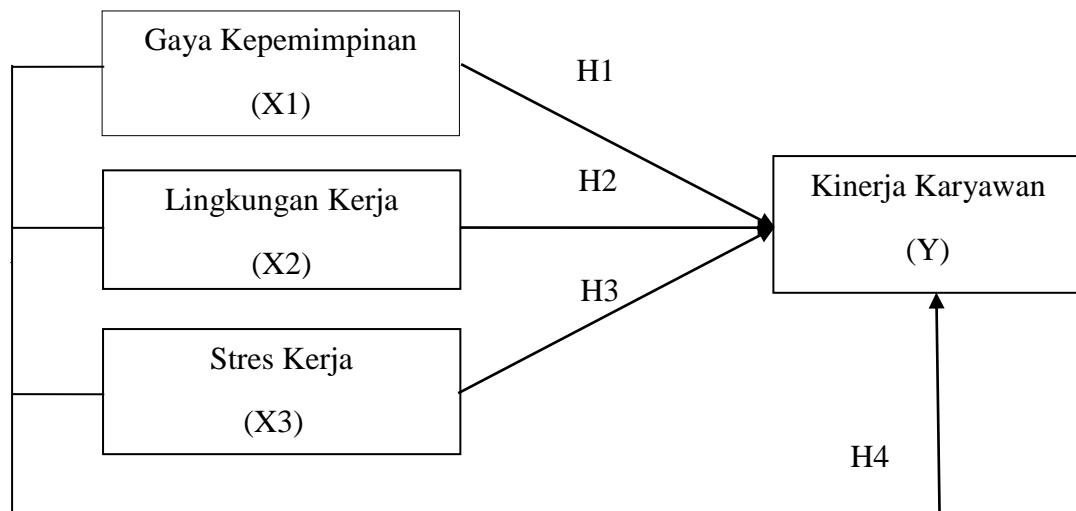 Gaya Kepemimpinan
(X1)
H1
Lingkungan Kerja
(X2)
H2
Kinerja Karyawan
(Y)
Stres Kerja
(X3)
H3
H4